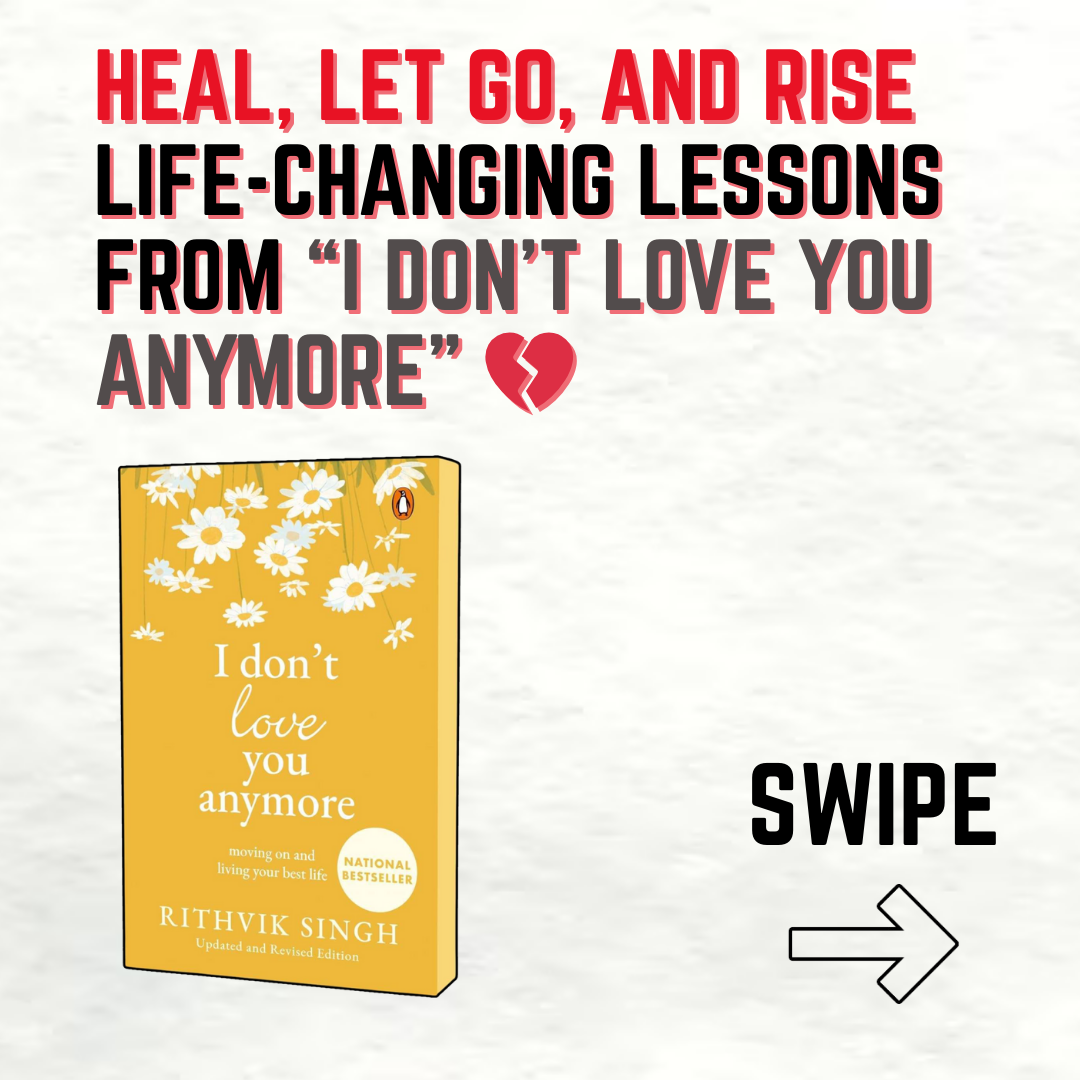 HEAL, LET GO, AND RISE
LIFE-CHANGING LESSONS
FROM “I DON’T LOVE YOU
ANYMORE” 💔
I don’t
love
you
anymore
moving on and
living your best life
NATIONAL
BESTSELLER
RITHVIK SINGH
Updated and Revised Edition
SWIPE